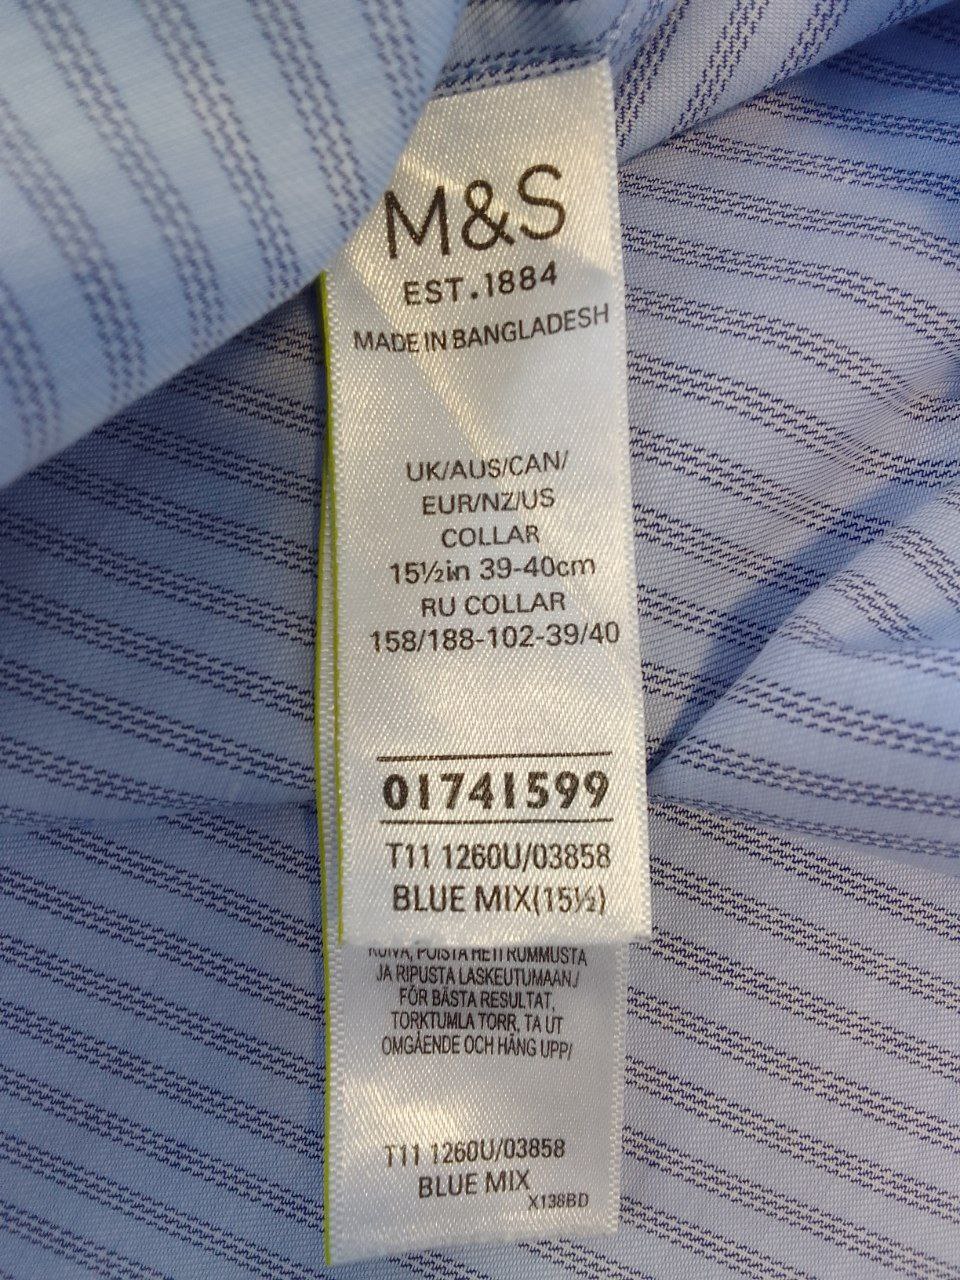 M&S
EST.1884
MADE IN BANGLADESH
UK/AUS/CAN/
EUR/NZ/US
COLLAR
15½in 39-40cm
RU COLLAR
158/188-102-39/40
01741599
T11 1260U/03858
BLUE MIX(15½)
KUIVA, POISTA HETI RUMMUSTA
JA RIPUSTA LASKEUTUMAAN./
FÖR BÄSTA RESULTAT,
TORKTUMLA TORR, TA UT
OMGÅENDE OCH HÄNG UPP/
T11 1260U/03858
BLUE MIX
X138BD